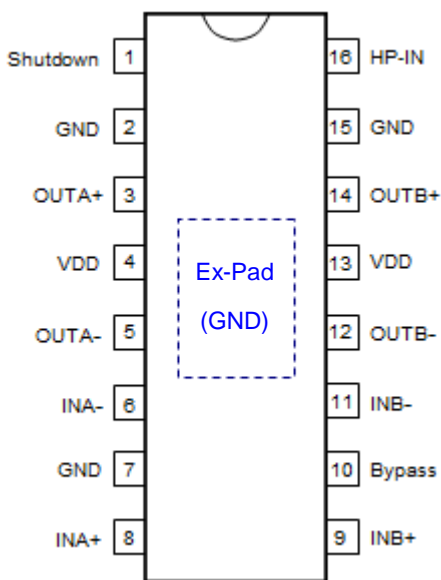 Shutdown 1 16 HP-IN
GND 2 15 GND
OUTA+ 3 14 OUTB+
VDD 4 13 VDD
Ex-Pad
(GND)
OUTA- 5 12 OUTB-
INA- 6 11 INB-
GND 7 10 Bypass
INA+ 8 9 INB+